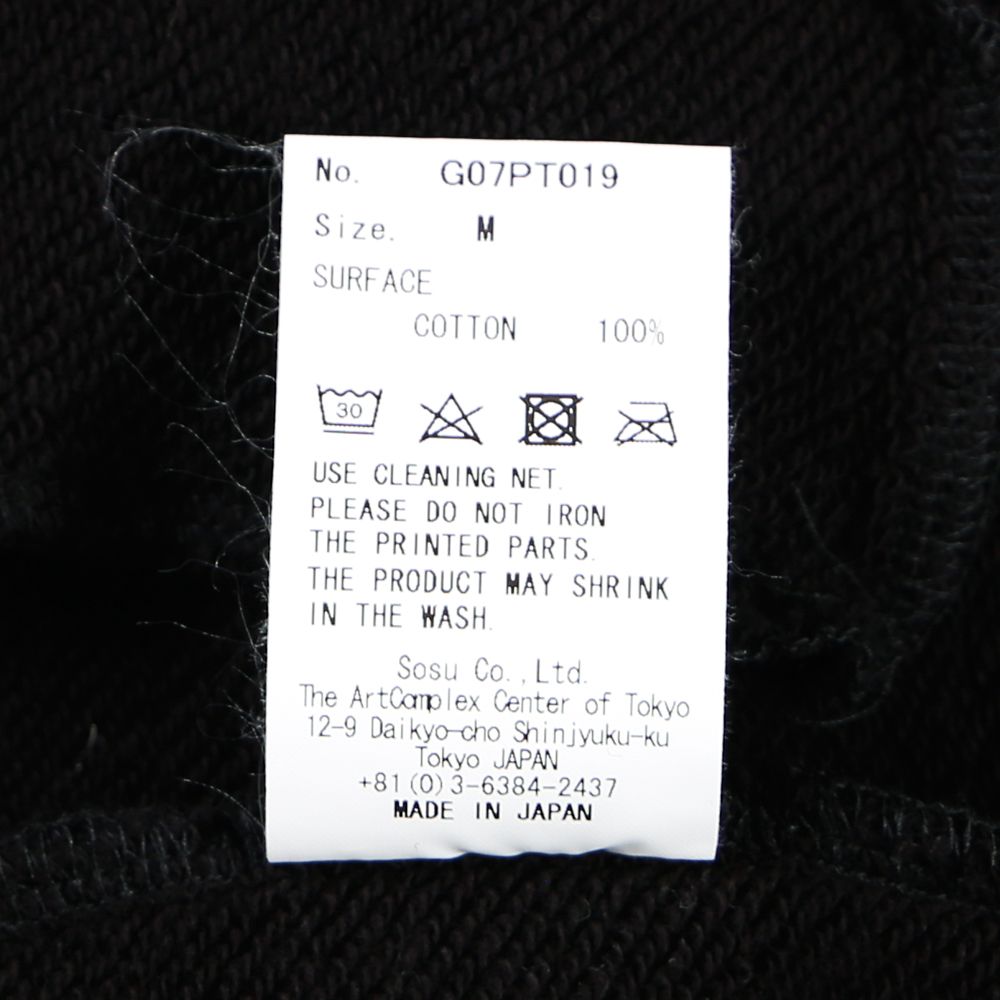 No. G07PT019
Size. M
SURFACE
COTTON 100%
30
USE CLEANING NET.
PLEASE DO NOT IRON
THE PRINTED PARTS.
THE PRODUCT MAY SHRINK
IN THE WASH.
Sosu Co.,Ltd.
The ArtComplex Center of Tokyo
12-9 Daikyo-cho Shinjyuku-ku
Tokyo JAPAN
+81(0)3-6384-2437
MADE IN JAPAN